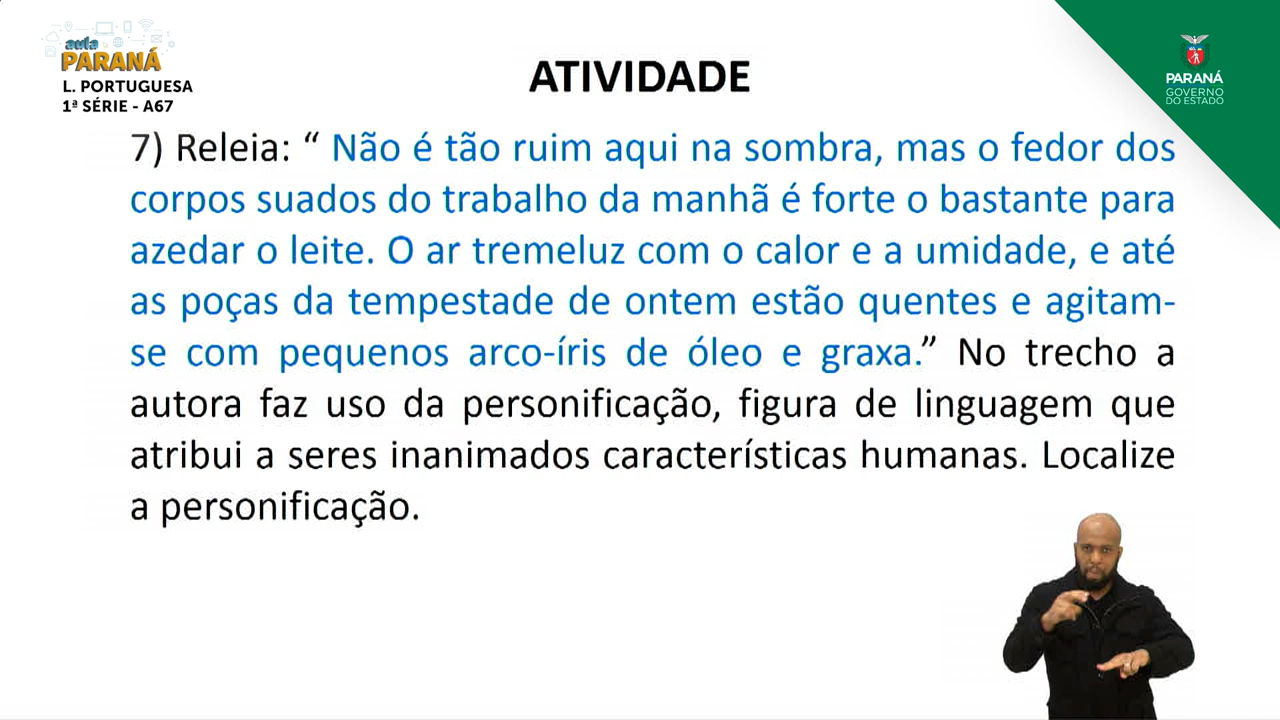 aula
PARANÁ
L. PORTUGUESA
1ª SÉRIE - A67
ATIVIDADE
PARANÁ
GOVERNO
DO ESTADO
7) Releia: “ Não é tão ruim aqui na sombra, mas o fedor dos
corpos suados do trabalho da manhã é forte o bastante para
azedar o leite. O ar tremeluz com o calor e a umidade, e até
as poças da tempestade de ontem estão quentes e agitam-
se com pequenos arco-íris de óleo e graxa.” No trecho a
autora faz uso da personificação, figura de linguagem que
atribui a seres inanimados características humanas. Localize
a personificação.